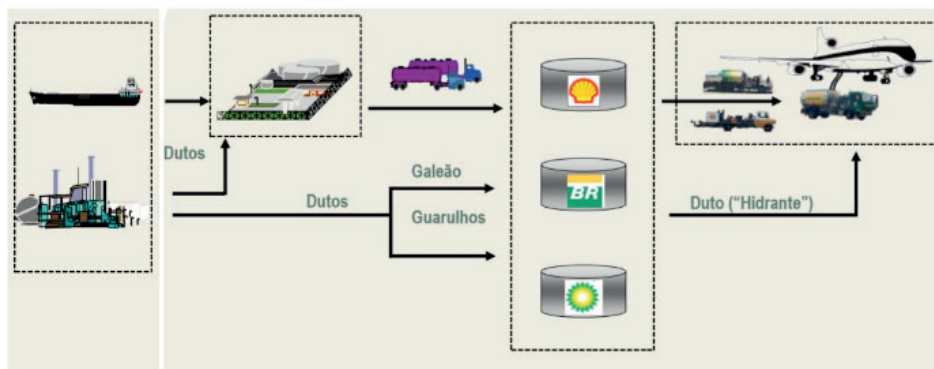 Dutos
Galeão
Dutos
Guarulhos
BR
Duto (“Hidrante”)